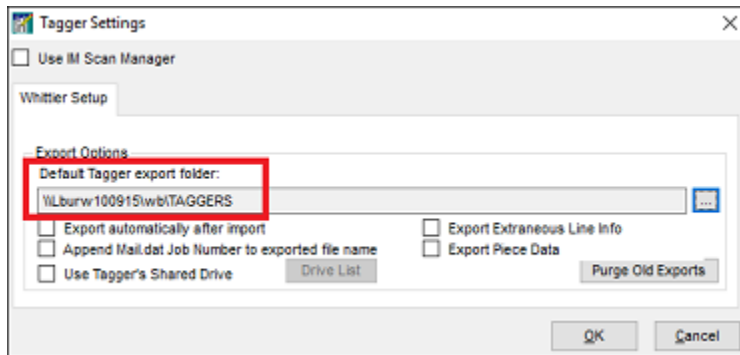 Tagger Settings
Use IM Scan Manager
Whittier Setup
Export Options
Default Tagger export folder:
\\Lburw100915\wb\TAGGERS
...
Export automatically after import
Export Extraneous Line Info
Append Mail.dat Job Number to exported file name
Export Piece Data
Use Tagger's Shared Drive
Drive List
Purge Old Exports
OK
Cancel